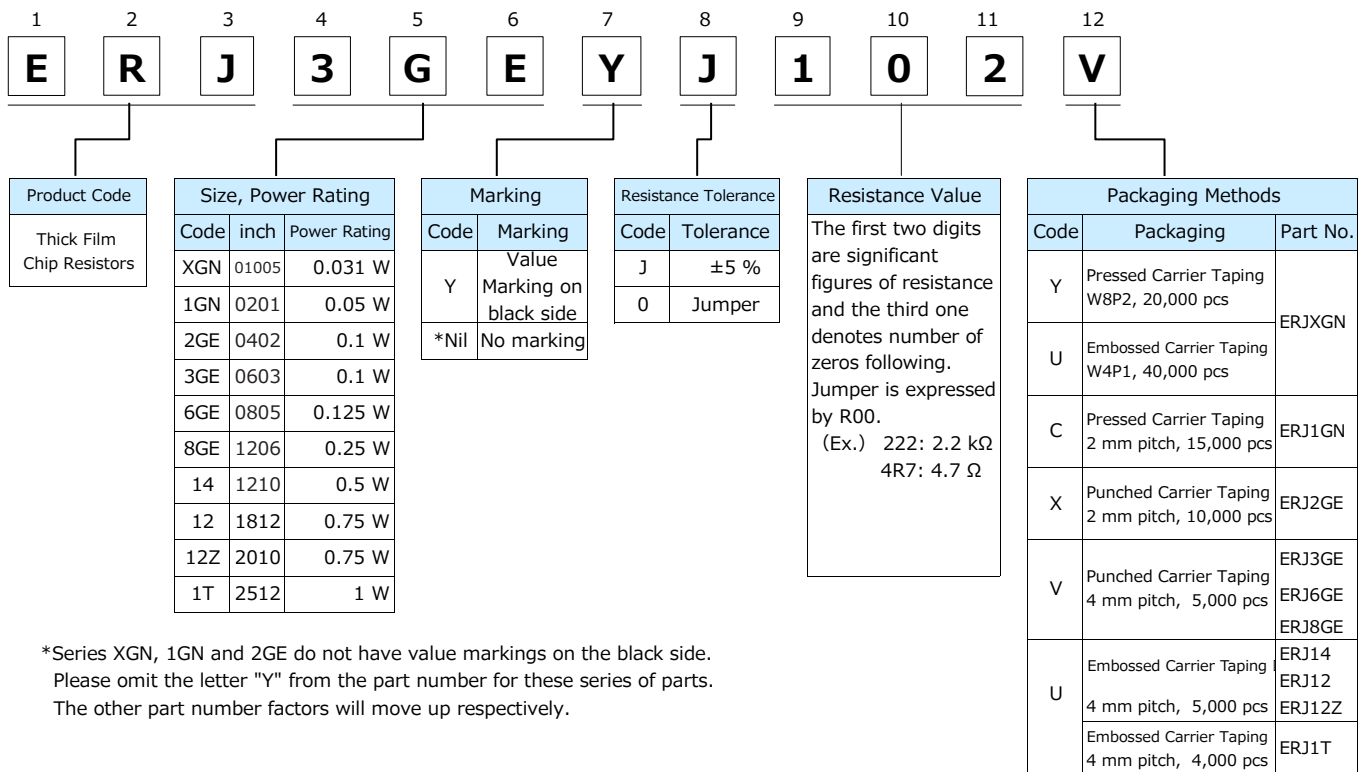 1 2 3 4 5 6 7 8 9 10 11 12
E R J 3 G E Y J 1 0 2 V
Product Code
Thick Film
Chip Resistors
Size, Power Rating
Code inch Power Rating
XGN 01005 0.031 W
1GN 0201 0.05 W
2GE 0402 0.1 W
3GE 0603 0.1 W
6GE 0805 0.125 W
8GE 1206 0.25 W
14 1210 0.5 W
12 1812 0.75 W
12Z 2010 0.75 W
1T 2512 1 W
Marking
Code Marking
Y Value
Marking on
black side
*Nil No marking
Resistance Tolerance
Code Tolerance
J ±5 %
0 Jumper
Resistance Value
The first two digits
are significant
figures of resistance
and the third one
denotes number of
zeros following.
Jumper is expressed
by R00.
（Ex.） 222: 2.2 kΩ
4R7: 4.7 Ω
Packaging Methods
Code Packaging Part No.
Y Pressed Carrier Taping
W8P2, 20,000 pcs
ERJXGN
U Embossed Carrier Taping
W4P1, 40,000 pcs
C Pressed Carrier Taping
2 mm pitch, 15,000 pcs
ERJ1GN
X Punched Carrier Taping
2 mm pitch, 10,000 pcs
ERJ2GE
V Punched Carrier Taping
4 mm pitch, 5,000 pcs
ERJ3GE
ERJ6GE
ERJ8GE
U Embossed Carrier Taping
4 mm pitch, 5,000 pcs
ERJ14
ERJ12
ERJ12Z
Embossed Carrier Taping
4 mm pitch, 4,000 pcs
ERJ1T
*Series XGN, 1GN and 2GE do not have value markings on the black side.
Please omit the letter "Y" from the part number for these series of parts.
The other part number factors will move up respectively.